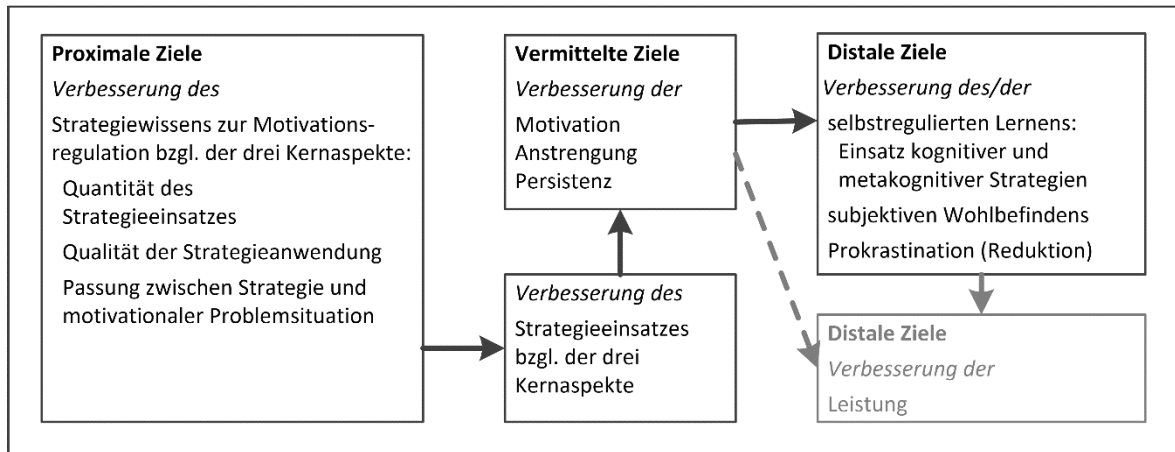 Proximale Ziele
Verbesserung des
Strategiewissens zur Motivations-
regulation bzgl. der drei Kernaspekte:
Quantität des
Strategieeinsatzes
Qualität der Strategieanwendung
Passung zwischen Strategie und
motivationaler Problemsituation
Vermittelte Ziele
Verbesserung der
Motivation
Anstrengung
Persistenz
Verbesserung des
Strategieeinsatzes
bzgl. der drei
Kernaspekte
Distale Ziele
Verbesserung des/der
selbstregulierten Lernens:
Einsatz kognitiver und
metakognitiver Strategien
subjektiven Wohlbefindens
Prokrastination (Reduktion)
Distale Ziele
Verbesserung der
Leistung